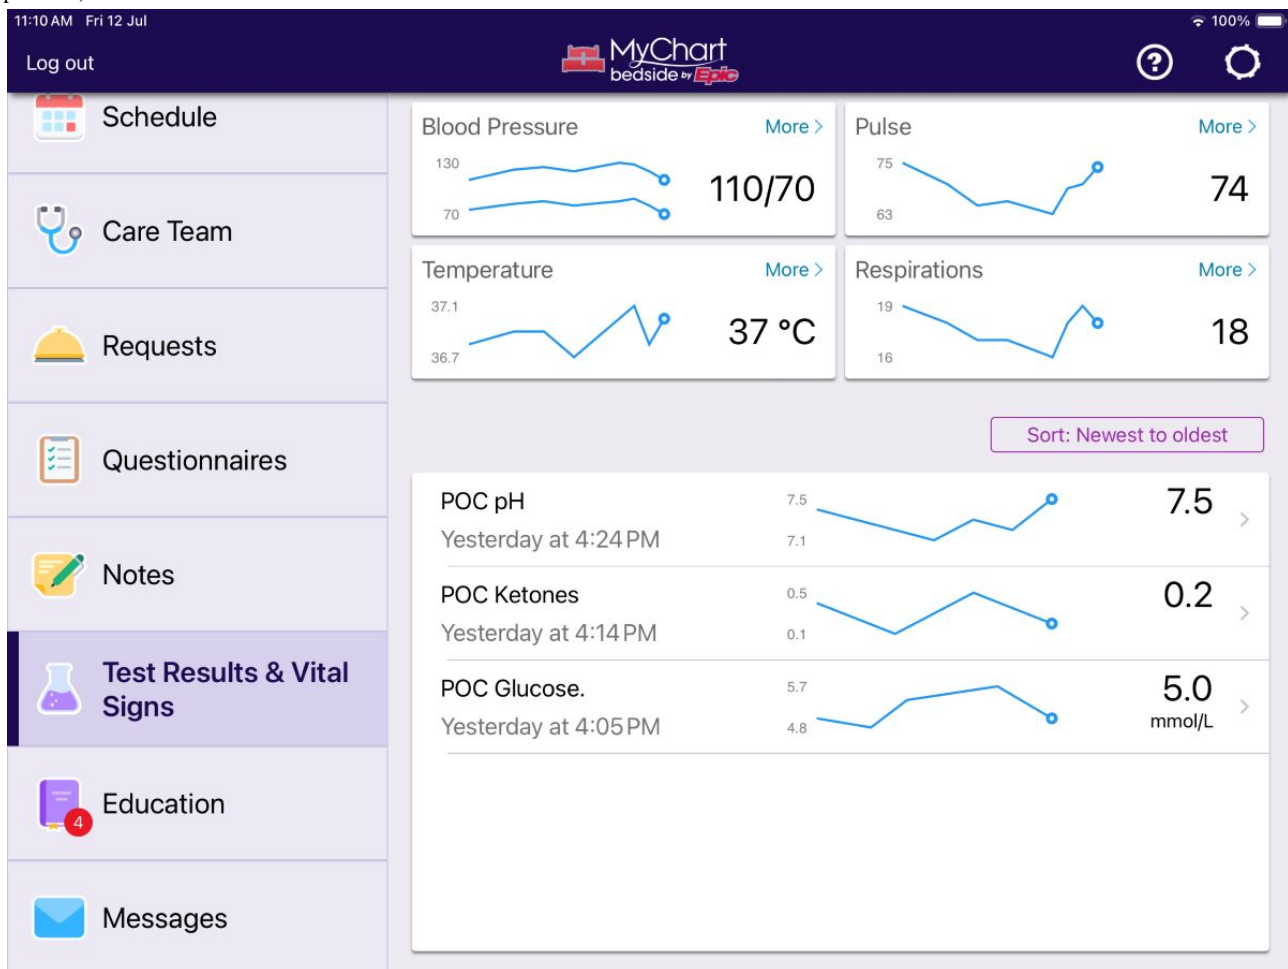 11:10 AM Fri 12 Jul
100%
Log out
MyChart
bedside by Epic
?
Schedule
Care Team
Requests
Questionnaires
Notes
Test Results & Vital
Signs
Education
4
Messages
Blood Pressure
More >
130
70
110/70
Pulse
More >
75
63
74
Temperature
More >
37.1
36.7
37 °C
Respirations
More >
19
16
18
Sort: Newest to oldest
POC pH
Yesterday at 4:24 PM
7.5
7.1
7.5
POC Ketones
Yesterday at 4:14 PM
0.5
0.1
0.2
POC Glucose.
Yesterday at 4:05 PM
5.7
4.8
5.0
mmol/L